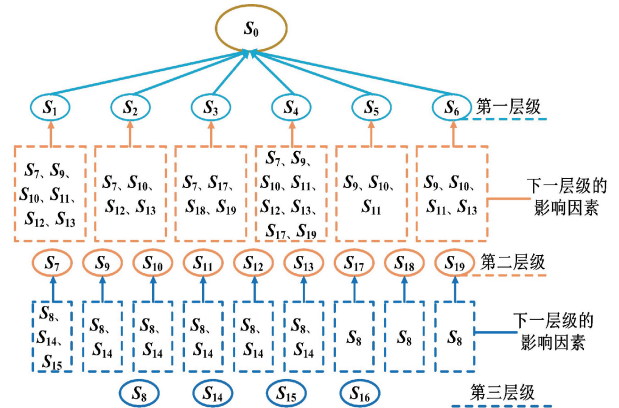 S0
S1 S2 S3 S4 S5 S6 第一层级
S7、S9、
S10、S11、
S12、S13
S7、S10、
S12、S13
S7、S17、
S18、S19
S7、S9、
S10、S11、
S12、S13、
S17、S19
S9、S10、
S11
S9、S10、
S11、S13
下一层级的
影响因素
S7 S9 S10 S11 S12 S13 S17 S18 S19 第二层级
S8、
S14、
S15
S8、
S14
S8、
S14
S8、
S14
S8、
S14
S8、
S14
S8
S8
S8
下一层级的
影响因素
S8 S14 S15 S16 第三层级